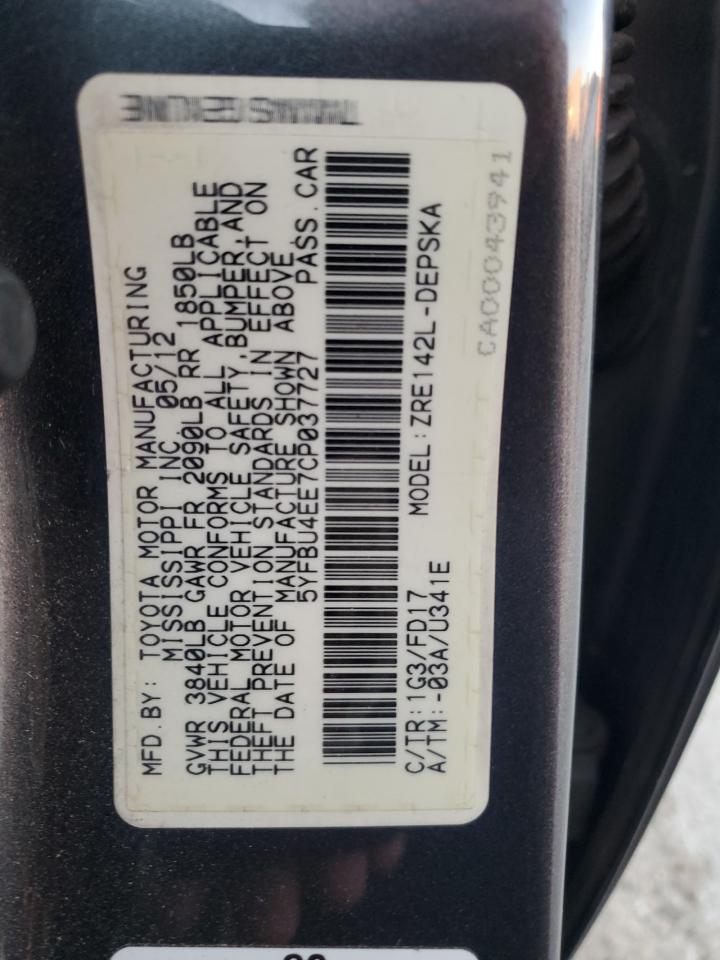 MFD.BY: TOYOTA MOTOR MANUFACTURING
MISSISSIPPI INC. 05/12
GVWR 3840LB GAWR FR 2090LB RR 1850LB
THIS VEHICLE CONFORMS TO ALL APPLICABLE
FEDERAL MOTOR VEHICLE SAFETY,BUMPER,AND
THEFT PREVENTION STANDARDS IN EFFECT ON
THE DATE OF MANUFACTURE SHOWN ABOVE.
5YFBU4EE7CP037727 PASS.CAR
C/TR:1G3/FD17 MODEL:ZRE142L-DEPSKA
A/TM:-03A/U341E
CA00043941